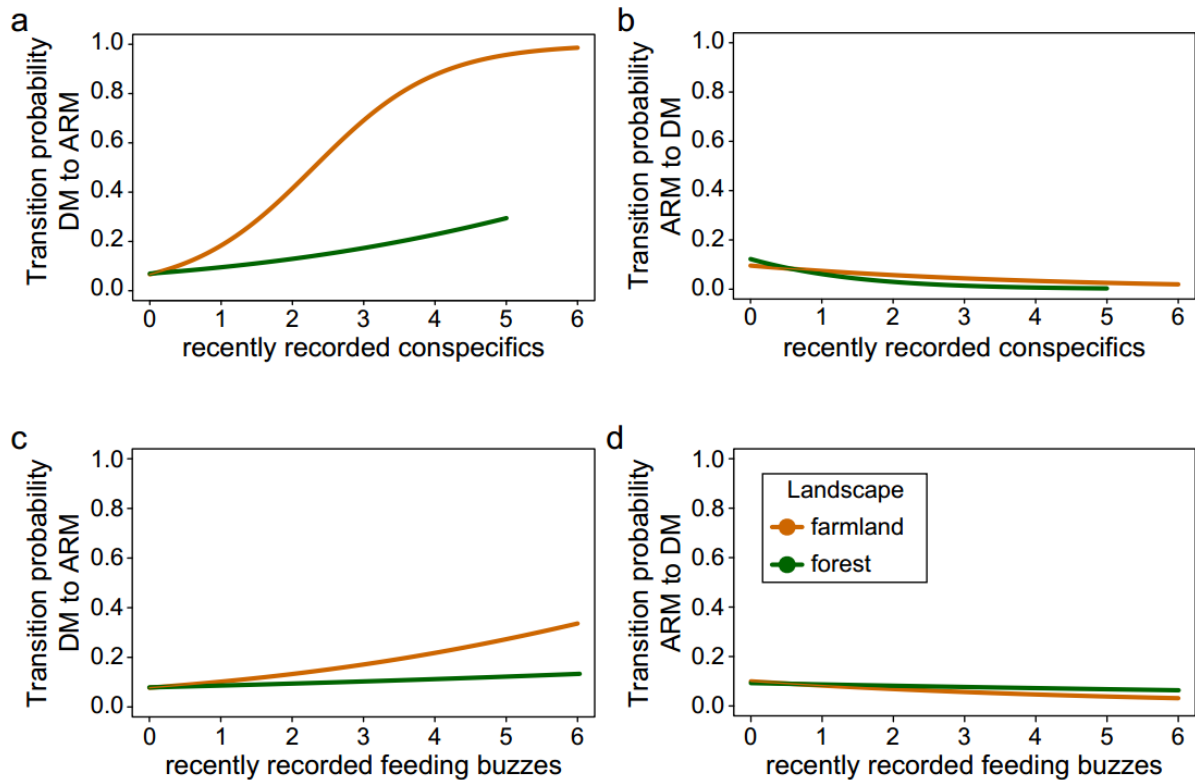 a
Transition probability
DM to ARM
1.0
0.8
0.6
0.4
0.2
0.0
0 1 2 3 4 5 6
recently recorded conspecifics
b
Transition probability
ARM to DM
1.0
0.8
0.6
0.4
0.2
0.0
0 1 2 3 4 5 6
recently recorded conspecifics
c
Transition probability
DM to ARM
1.0
0.8
0.6
0.4
0.2
0.0
0 1 2 3 4 5 6
recently recorded feeding buzzes
d
Transition probability
ARM to DM
1.0
0.8
0.6
0.4
0.2
0.0
Landscape
farmland
forest
0 1 2 3 4 5 6
recently recorded feeding buzzes